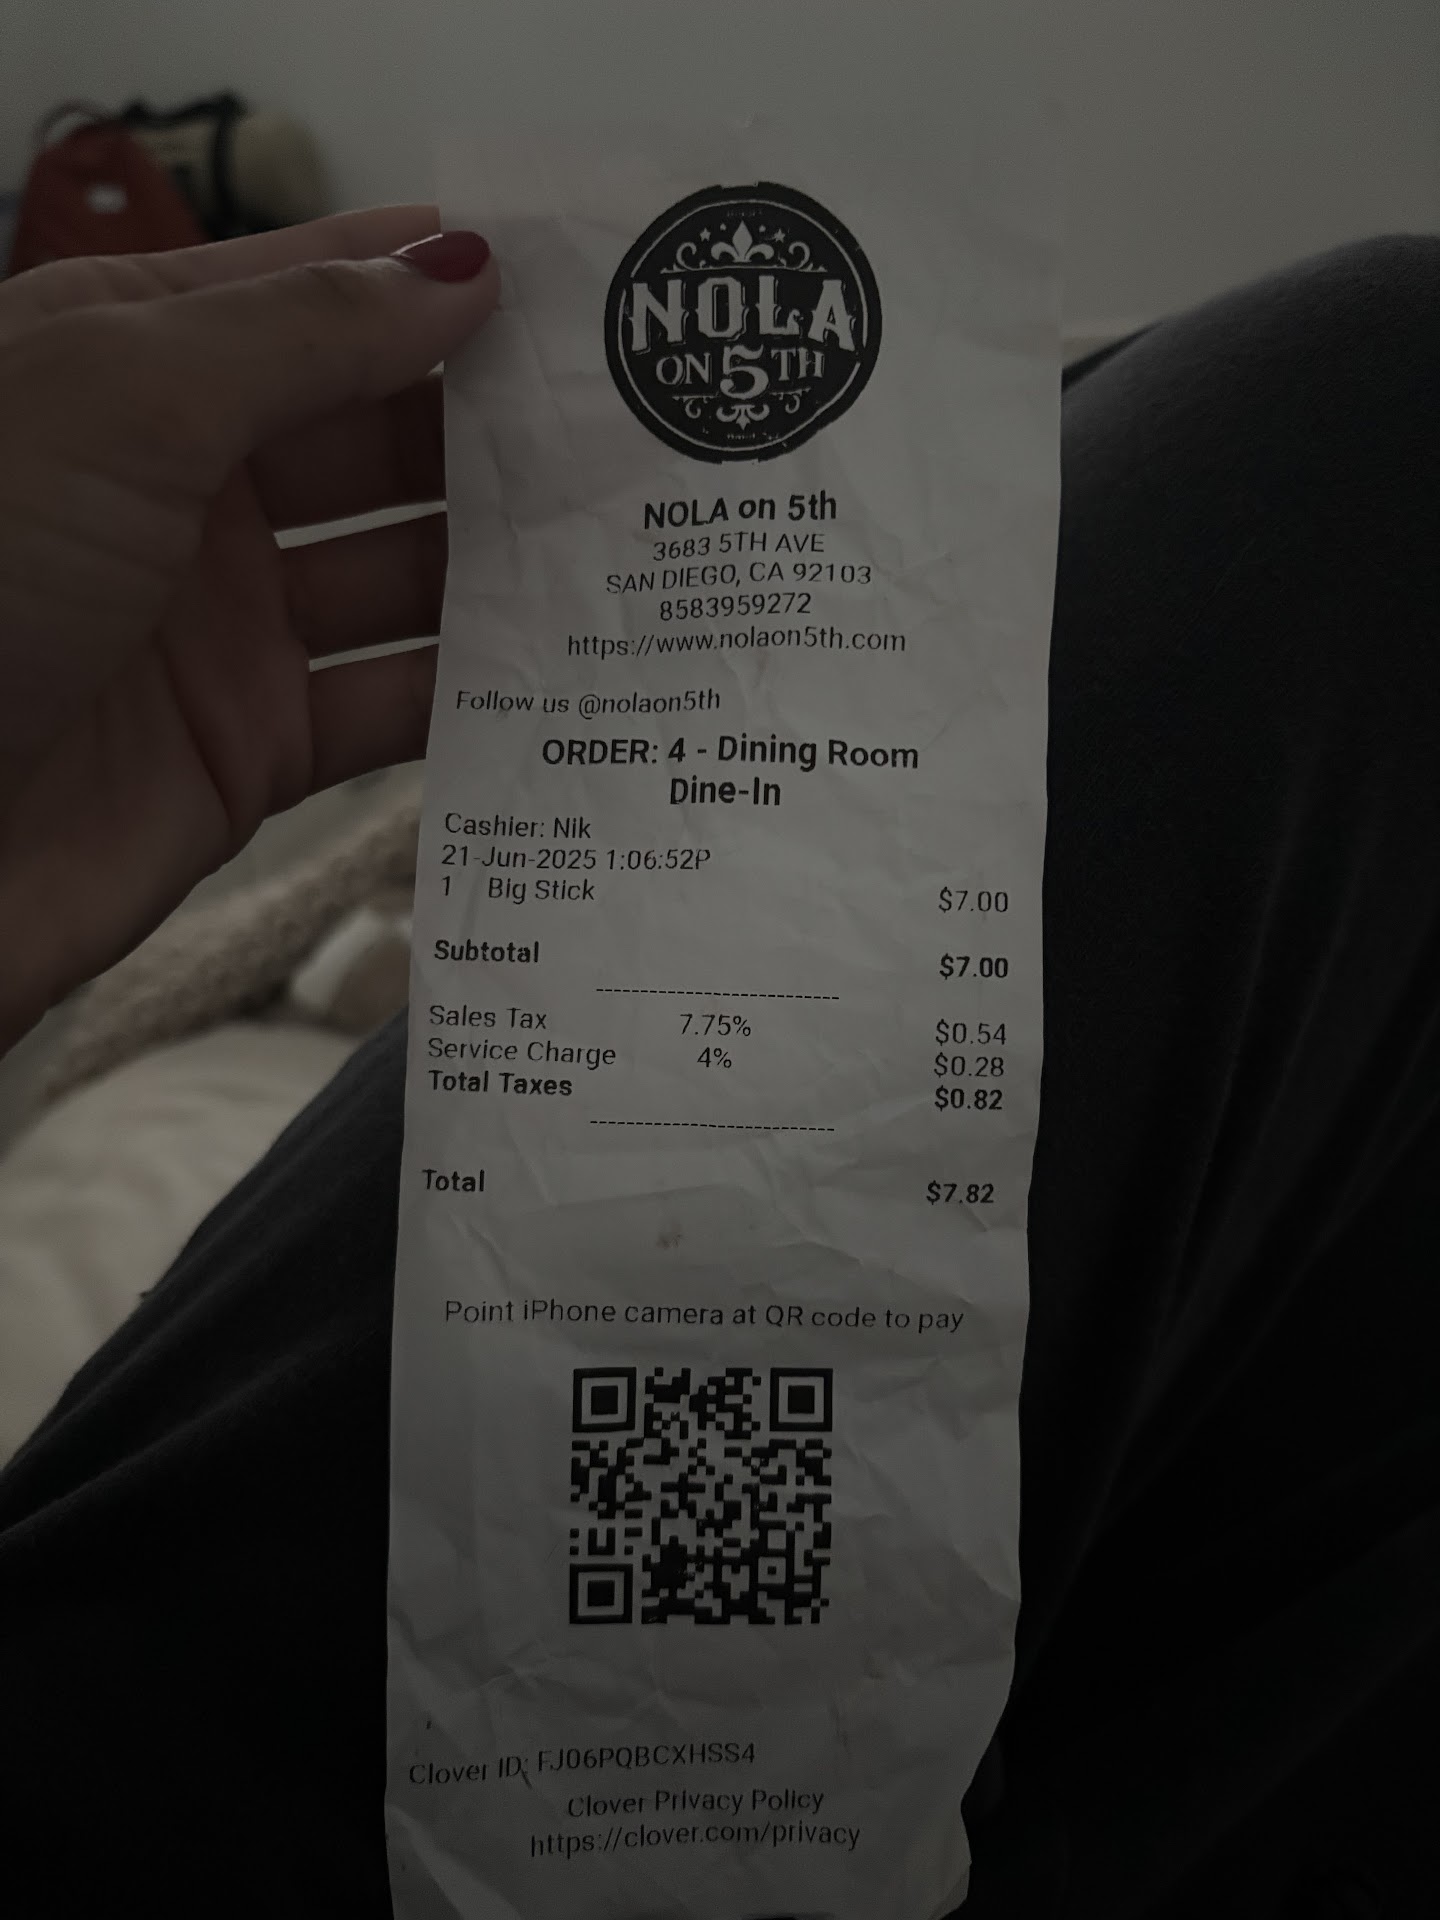 NOLA
ON 5TH
NOLA on 5th
3683 5TH AVE
SAN DIEGO, CA 92103
8583959272
https://www.nolaon5th.com
Follow us @nolaon5th
ORDER: 4 - Dining Room
Dine-In
Cashier: Nik
21-Jun-2025 1:06:52P
1 Big Stick $7.00
Subtotal $7.00
--------------------------
Sales Tax 7.75% $0.54
Service Charge 4% $0.28
Total Taxes $0.82
--------------------------
Total $7.82
Point iPhone camera at QR code to pay
Clover ID: FJ06PQBCXHSS4
Clover Privacy Policy
https://clover.com/privacy